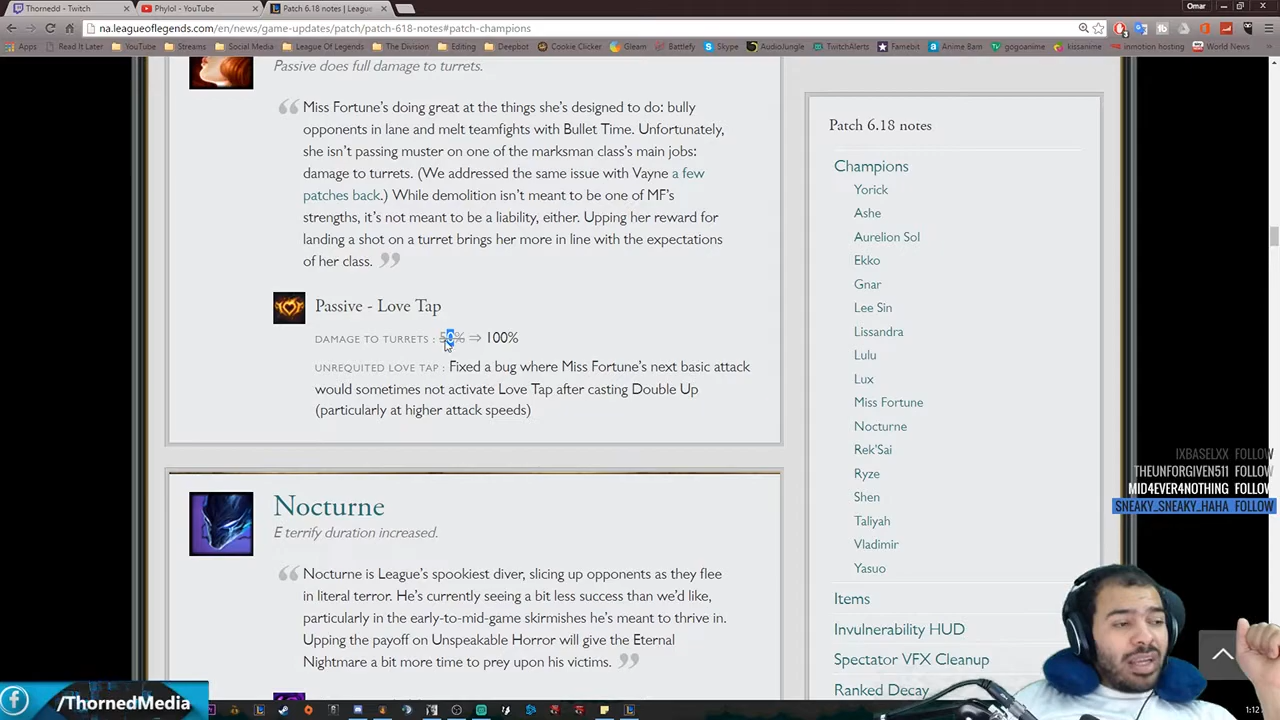 Thornedd - Twitch
Phylol - YouTube
Patch 6.18 notes | League
Omar
na.leagueoflegends.com/en/news/game-updates/patch/patch-618-notes#patch-champions
Apps
Read It Later
YouTube
Streams
Social Media
League Of Legends
The Division
Editing
Deepbot
Cookie Clicker
Gleam
Battlefy
Skype
AudioJungle
TwitchAlerts
Famebit
Anime Bam
gogoanime
kissanime
inmotion hosting
World News
Passive does full damage to turrets.
Miss Fortune's doing great at the things she's designed to do: bully
opponents in lane and melt teamfights with Bullet Time. Unfortunately,
she isn't passing muster on one of the marksman class's main jobs:
damage to turrets. (We addressed the same issue with Vayne a few
patches back.) While demolition isn't meant to be one of MF's
strengths, it's not meant to be a liability, either. Upping her reward for
landing a shot on a turret brings her more in line with the expectations
of her class.
Passive - Love Tap
DAMAGE TO TURRETS : 50% ⇒ 100%
UNREQUITED LOVE TAP : Fixed a bug where Miss Fortune's next basic attack
would sometimes not activate Love Tap after casting Double Up
(particularly at higher attack speeds)
Nocturne
E terrify duration increased.
Nocturne is League's spookiest diver, slicing up opponents as they flee
in literal terror. He's currently seeing a bit less success than we'd like,
particularly in the early-to-mid-game skirmishes he's meant to thrive in.
Upping the payoff on Unspeakable Horror will give the Eternal
Nightmare a bit more time to prey upon his victims.
Patch 6.18 notes
Champions
Yorick
Ashe
Aurelion Sol
Ekko
Gnar
Lee Sin
Lissandra
Lulu
Lux
Miss Fortune
Nocturne
Rek'Sai
Ryze
Shen
Taliyah
Vladimir
Yasuo
Items
Invulnerability HUD
Spectator VFX Cleanup
Ranked Decay
IXBASELXX FOLLOW
THEUNFORGIVEN511 FOLLOW
MID4EVER4NOTHING FOLLOW
SNEAKY_SNEAKY_HAHA FOLLOW
/ThornedMedia
1:12